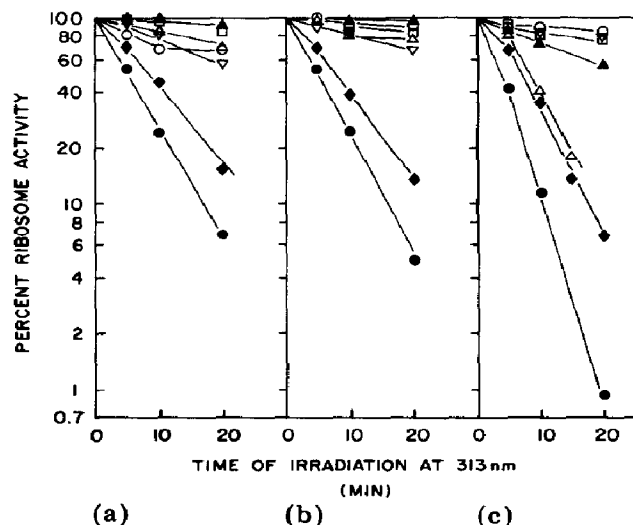 PERCENT RIBOSOME ACTIVITY
100
80
60
40
20
10
8
6
4
2
1
0.7
0 10 20 0 10 20 0 10 20
TIME OF IRRADIATION AT 313nm
(MIN)
(a) (b) (c)